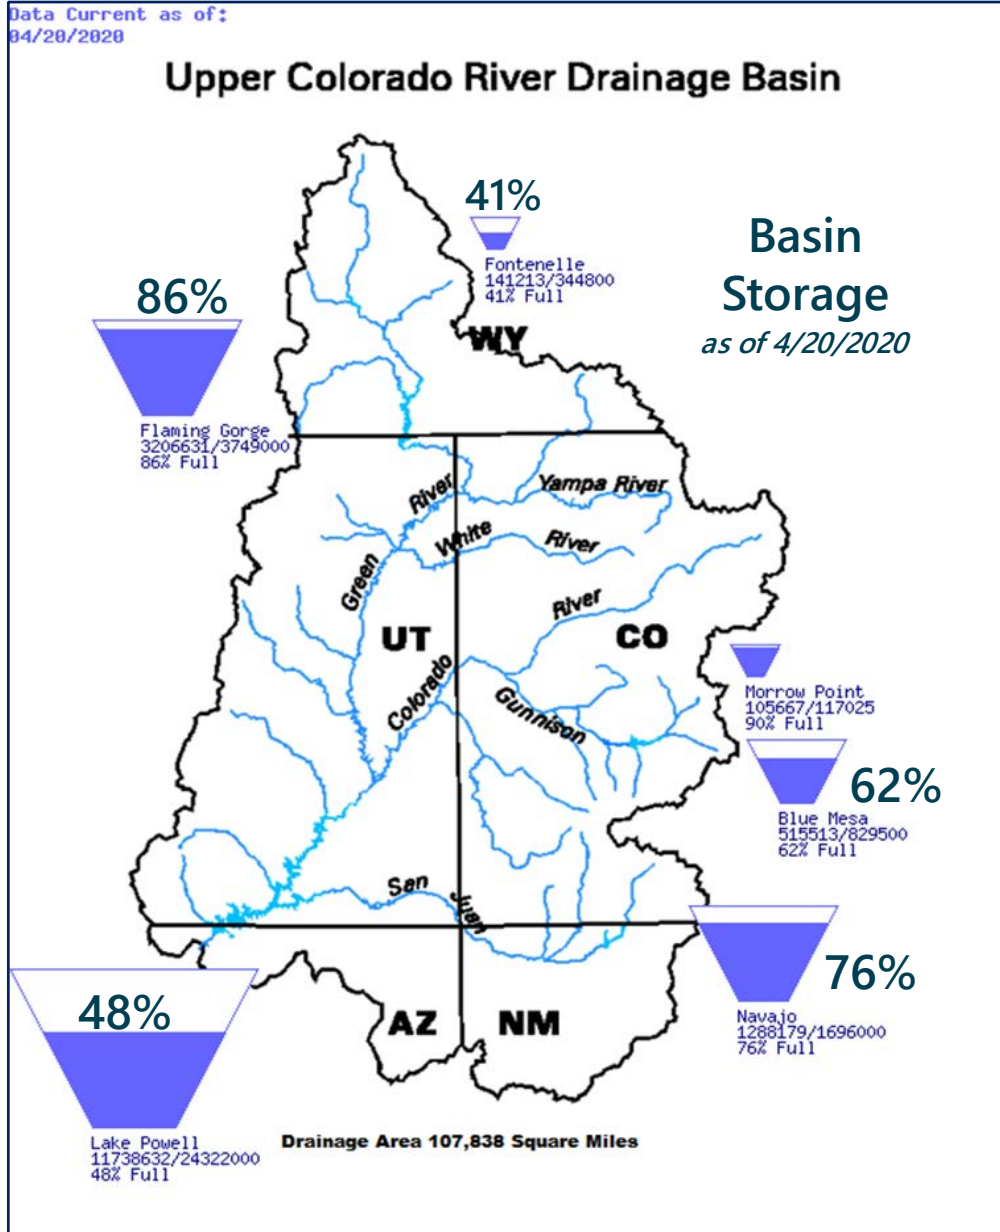 Data Current as of:
04/20/2020
Upper Colorado River Drainage Basin
41%
Fontenelle
141213/344800
41% Full
Basin
Storage
as of 4/20/2020
86%
Flaming Gorge
3206631/3749000
86% Full
WY
Yampa River
River
White
River
Green
River
UT
CO
Colorado
Gunnison
Morrow Point
105667/117025
90% Full
62%
Blue Mesa
515513/829500
62% Full
San
Juan
76%
Navajo
1288179/1696000
76% Full
48%
Lake Powell
11738632/24322000
48% Full
AZ
NM
Drainage Area 107,838 Square Miles